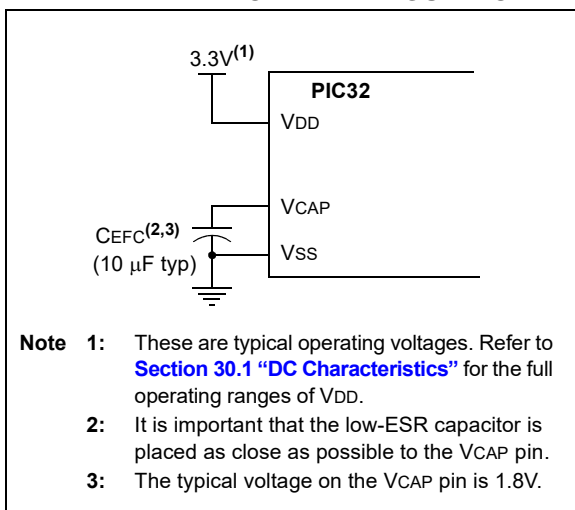 3.3V(1)
PIC32
VDD
VCAP
CEFC(2,3)
(10 μF typ)
VSS
Note 1: These are typical operating voltages. Refer to
Section 30.1 “DC Characteristics” for the full
operating ranges of VDD.
2: It is important that the low-ESR capacitor is
placed as close as possible to the VCAP pin.
3: The typical voltage on the VCAP pin is 1.8V.